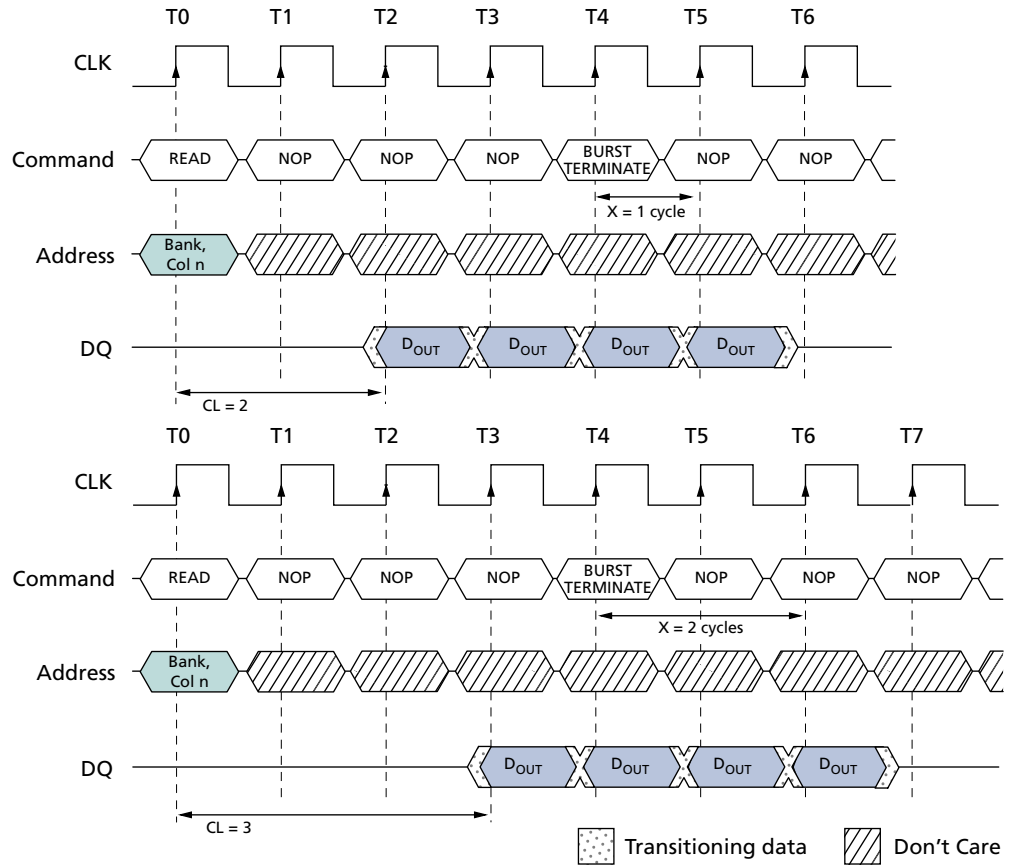 T0 T1 T2 T3 T4 T5 T6
CLK
Command READ NOP NOP NOP BURST TERMINATE NOP NOP
X = 1 cycle
Address Bank, Col n
DQ DOUT DOUT DOUT DOUT
CL = 2
T0 T1 T2 T3 T4 T5 T6 T7
CLK
Command READ NOP NOP NOP BURST TERMINATE NOP NOP NOP
X = 2 cycles
Address Bank, Col n
DQ DOUT DOUT DOUT DOUT
CL = 3
Transitioning data Don't Care